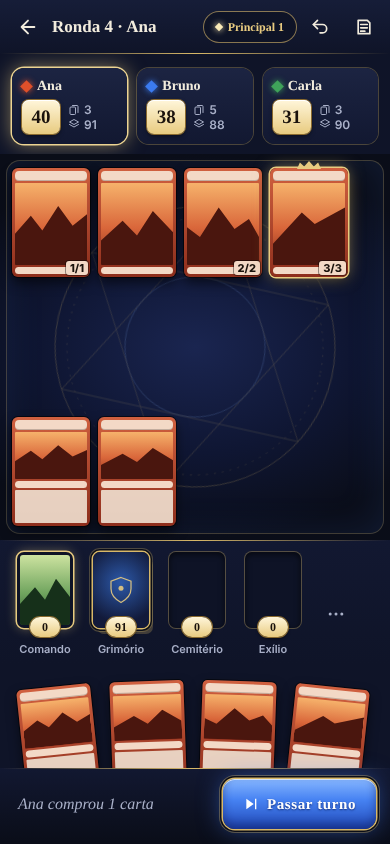 Ronda 4 · Ana
Principal 1
Ana
40
3
91
Bruno
38
5
88
Carla
31
3
90
1/1
2/2
3/3
0
91
0
0
Comando
Grimório
Cemitério
Exílio
...
Ana comprou 1 carta
Passar turno